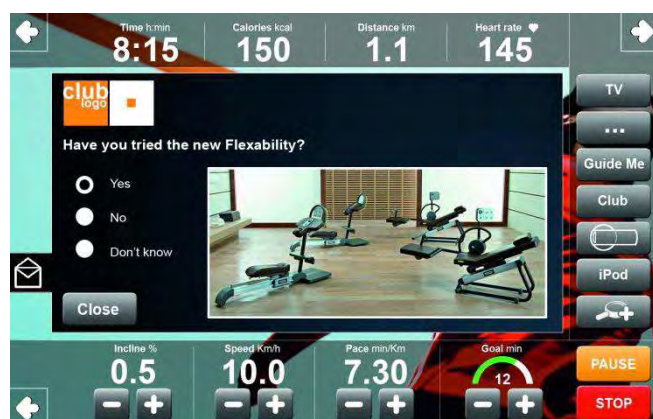 Time h:min
8:15
Calories kcal
150
Distance km
1.1
Heart rate
145
club
logo
Have you tried the new Flexability?
Yes
No
Don't know
Close
TV
...
Guide Me
Club
iPod
PAUSE
STOP
Incline %
0.5
Speed Km/h
10.0
Pace min/Km
7.30
Goal min
12